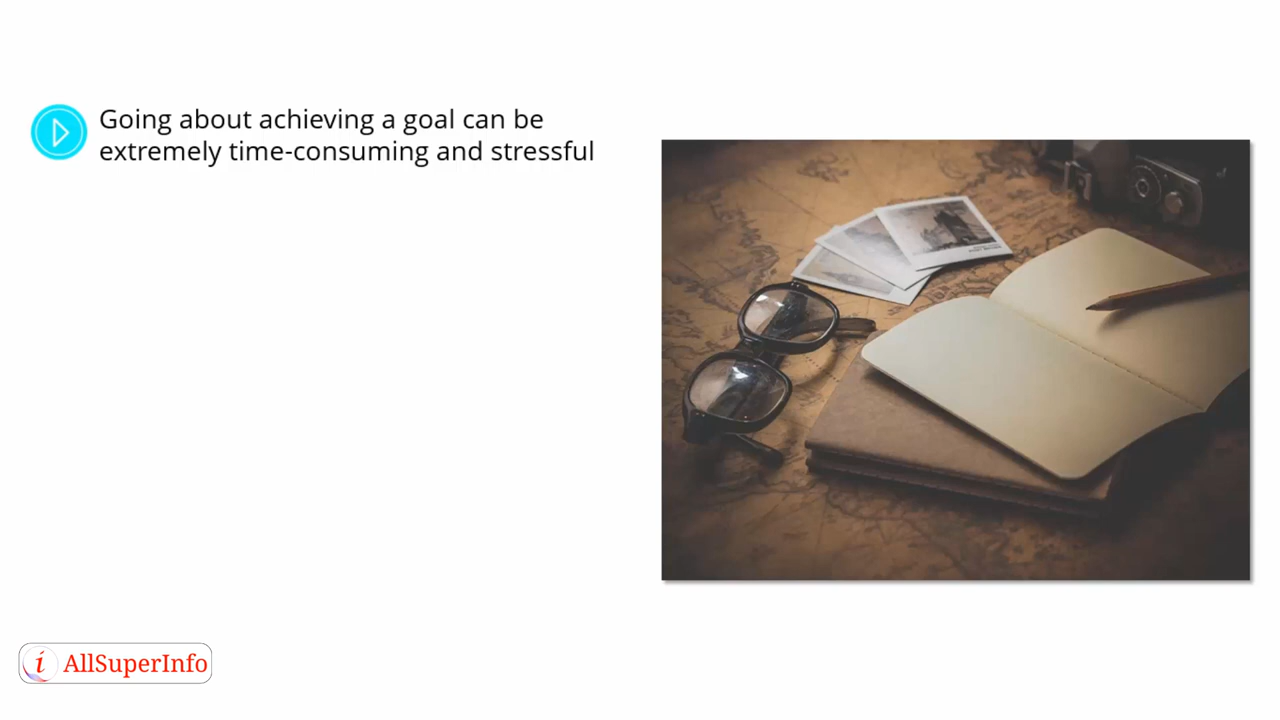 Going about achieving a goal can be
extremely time-consuming and stressful
i AllSuperInfo